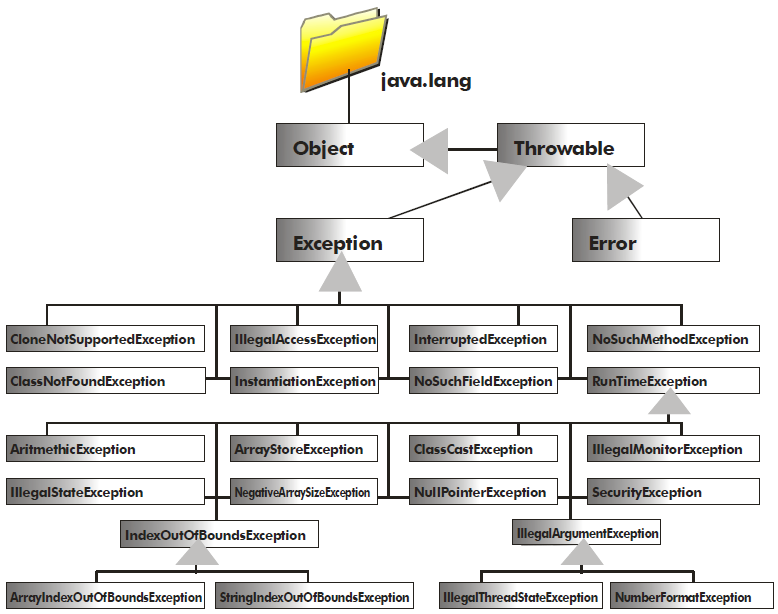 java.lang
Object
Throwable
Exception
Error
CloneNotSupportedException
IllegalAccessException
InterruptedException
NoSuchMethodException
ClassNotFoundException
InstantiationException
NoSuchFieldException
RunTimeException
AritmethicException
ArrayStoreException
ClassCastException
IllegalMonitorException
IllegalStateException
NegativeArraySizeException
NullPointerException
SecurityException
IndexOutOfBoundsException
IllegalArgumentException
ArrayIndexOutOfBoundsException
StringIndexOutOfBoundsException
IllegalThreadStateException
NumberFormatException